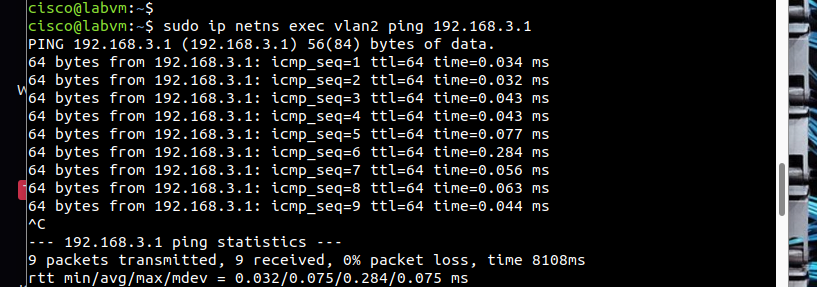 cisco@labvm:~$
cisco@labvm:~$ sudo ip netns exec vlan2 ping 192.168.3.1
PING 192.168.3.1 (192.168.3.1) 56(84) bytes of data.
64 bytes from 192.168.3.1: icmp_seq=1 ttl=64 time=0.034 ms
64 bytes from 192.168.3.1: icmp_seq=2 ttl=64 time=0.032 ms
64 bytes from 192.168.3.1: icmp_seq=3 ttl=64 time=0.043 ms
64 bytes from 192.168.3.1: icmp_seq=4 ttl=64 time=0.043 ms
64 bytes from 192.168.3.1: icmp_seq=5 ttl=64 time=0.077 ms
64 bytes from 192.168.3.1: icmp_seq=6 ttl=64 time=0.284 ms
64 bytes from 192.168.3.1: icmp_seq=7 ttl=64 time=0.056 ms
64 bytes from 192.168.3.1: icmp_seq=8 ttl=64 time=0.063 ms
64 bytes from 192.168.3.1: icmp_seq=9 ttl=64 time=0.044 ms
^C
--- 192.168.3.1 ping statistics ---
9 packets transmitted, 9 received, 0% packet loss, time 8108ms
rtt min/avg/max/mdev = 0.032/0.075/0.284/0.075 ms